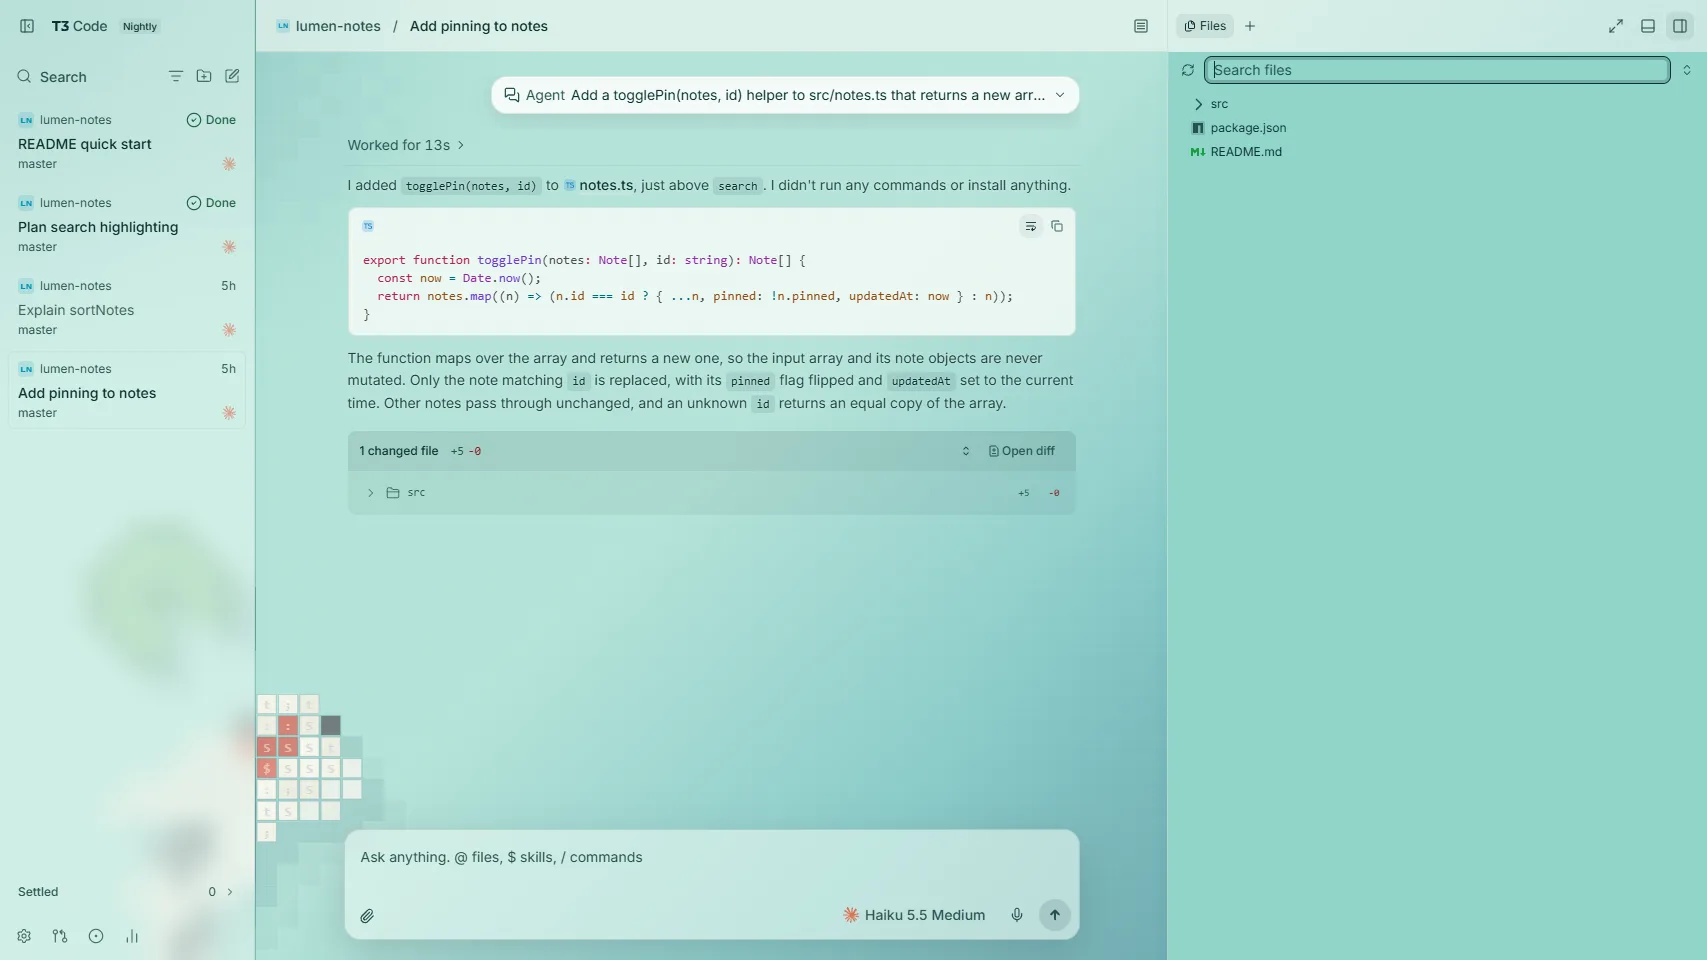 T3 Code Nightly
Search
LN lumen-notes Done
README quick start
master
LN lumen-notes Done
Plan search highlighting
master
LN lumen-notes 5h
Explain sortNotes
master
LN lumen-notes 5h
Add pinning to notes
master
Settled 0
LN lumen-notes / Add pinning to notes
Agent Add a togglePin(notes, id) helper to src/notes.ts that returns a new arr...
Worked for 13s
I added togglePin(notes, id) to TS notes.ts, just above search. I didn't run any commands or install anything.
TS
export function togglePin(notes: Note[], id: string): Note[] {
const now = Date.now();
return notes.map((n) => (n.id === id ? { ...n, pinned: !n.pinned, updatedAt: now } : n));
}
The function maps over the array and returns a new one, so the input array and its note objects are never
mutated. Only the note matching id is replaced, with its pinned flag flipped and updatedAt set to the current
time. Other notes pass through unchanged, and an unknown id returns an equal copy of the array.
1 changed file +5 -0 Open diff
src +5 -0
t ; t
: S
S S S t
$ S S S
: ; S
t S
;
Ask anything. @ files, $ skills, / commands
Haiku 5.5 Medium
Files
Search files
src
package.json
M↓ README.md